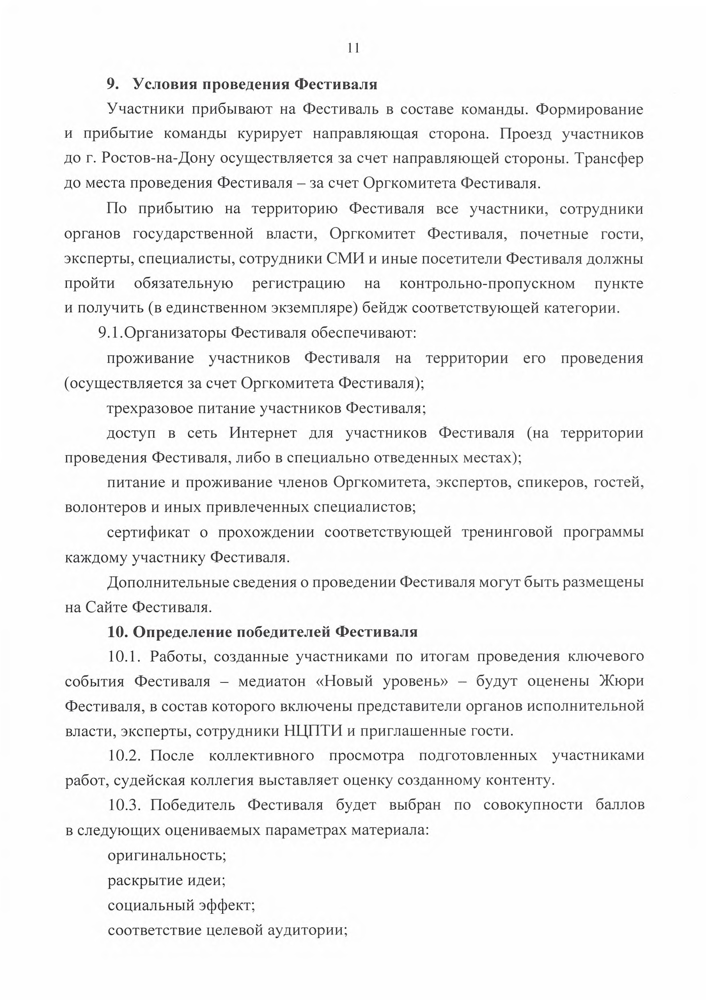 11
9. Условия проведения Фестиваля
Участники прибывают на Фестиваль в составе команды. Формирование
и прибытие команды курирует направляющая сторона. Проезд участников
до г. Ростов-на-Дону осуществляется за счет направляющей стороны. Трансфер
до места проведения Фестиваля – за счет Оргкомитета Фестиваля.
По прибытию на территорию Фестиваля все участники, сотрудники
органов государственной власти, Оргкомитет Фестиваля, почетные гости,
эксперты, специалисты, сотрудники СМИ и иные посетители Фестиваля должны
пройти обязательную регистрацию на контрольно-пропускном пункте
и получить (в единственном экземпляре) бейдж соответствующей категории.
9.1.Организаторы Фестиваля обеспечивают:
проживание участников Фестиваля на территории его проведения
(осуществляется за счет Оргкомитета Фестиваля);
трехразовое питание участников Фестиваля;
доступ в сеть Интернет для участников Фестиваля (на территории
проведения Фестиваля, либо в специально отведенных местах);
питание и проживание членов Оргкомитета, экспертов, спикеров, гостей,
волонтеров и иных привлеченных специалистов;
сертификат о прохождении соответствующей тренинговой программы
каждому участнику Фестиваля.
Дополнительные сведения о проведении Фестиваля могут быть размещены
на Сайте Фестиваля.
10. Определение победителей Фестиваля
10.1. Работы, созданные участниками по итогам проведения ключевого
события Фестиваля – медиатон «Новый уровень» – будут оценены Жюри
Фестиваля, в состав которого включены представители органов исполнительной
власти, эксперты, сотрудники НЦПТИ и приглашенные гости.
10.2. После коллективного просмотра подготовленных участниками
работ, судейская коллегия выставляет оценку созданному контенту.
10.3. Победитель Фестиваля будет выбран по совокупности баллов
в следующих оцениваемых параметрах материала:
оригинальность;
раскрытие идеи;
социальный эффект;
соответствие целевой аудитории;